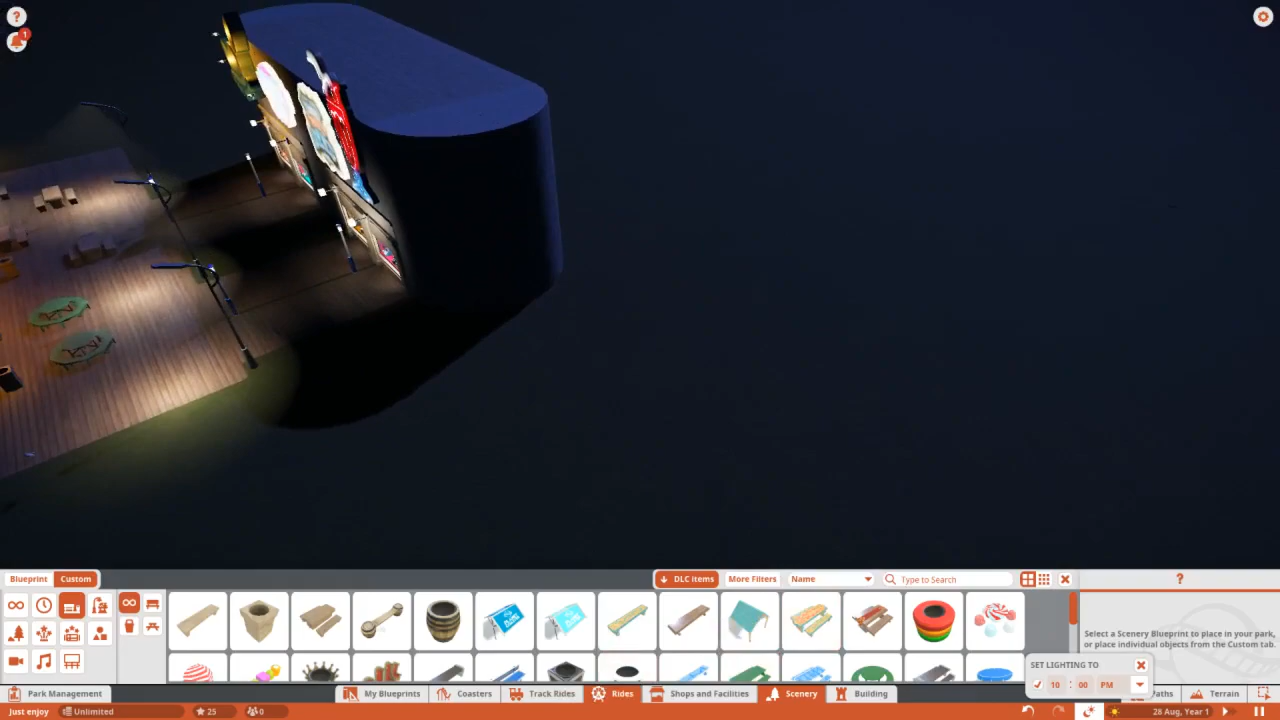 ?
1
Blueprint Custom
DLC items More Filters Name Type to Search
?
Select a Scenery Blueprint to place in your park,
or place individual objects from the Custom tab.
SET LIGHTING TO
10 : 00 PM
Park Management My Blueprints Coasters Track Rides Rides Shops and Facilities Scenery Building Paths Terrain
Just enjoy Unlimited 25 0 28 Aug, Year 1